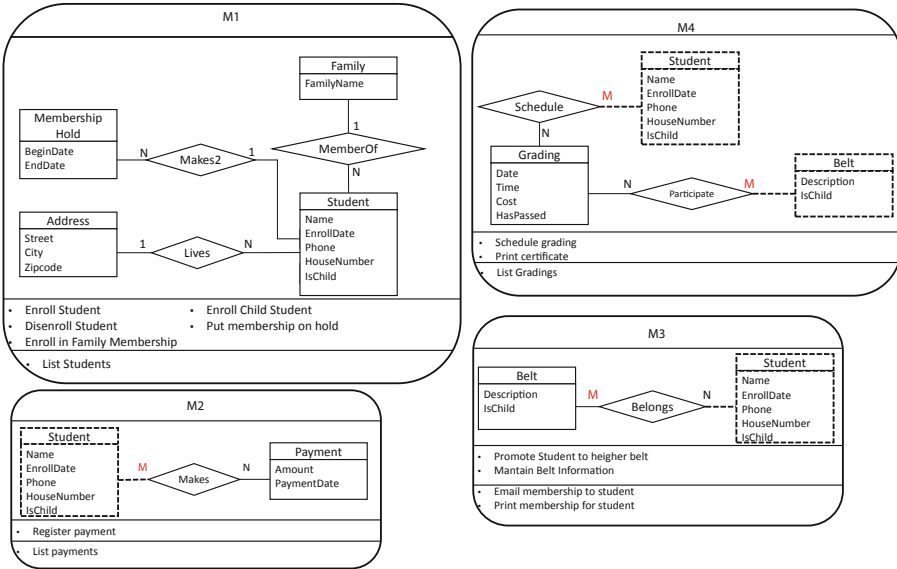 M1
Family
FamilyName
Membership
Hold
BeginDate
EndDate
N
Makes2
1
1
MemberOf
N
Student
Name
EnrollDate
Phone
HouseNumber
IsChild
Address
Street
City
Zipcode
1
Lives
N
• Enroll Student
• Disenroll Student
• Enroll in Family Membership
• Enroll Child Student
• Put membership on hold
• List Students
M4
Student
Name
EnrollDate
Phone
HouseNumber
IsChild
Schedule
M
N
Grading
Date
Time
Cost
HasPassed
N
Participate
M
Belt
Description
IsChild
• Schedule grading
• Print certificate
• List Gradings
M2
Student
Name
EnrollDate
Phone
HouseNumber
IsChild
M
Makes
N
Payment
Amount
PaymentDate
• Register payment
• List payments
M3
Belt
Description
IsChild
M
Belongs
N
Student
Name
EnrollDate
Phone
HouseNumber
IsChild
• Promote Student to heigher belt
• Mantain Belt Information
• Email membership to student
• Print membership for student